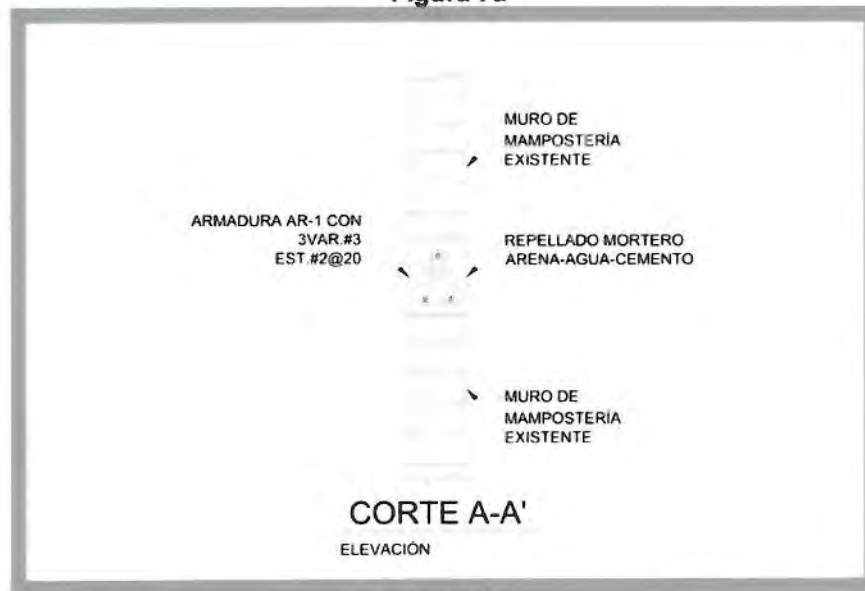 MURO DE
MAMPOSTERÍA
EXISTENTE
ARMADURA AR-1 CON
3VAR.#3
EST.#2@20
REPELLADO MORTERO
ARENA-AGUA-CEMENTO
MURO DE
MAMPOSTERÍA
EXISTENTE
CORTE A-A'
ELEVACIÓN